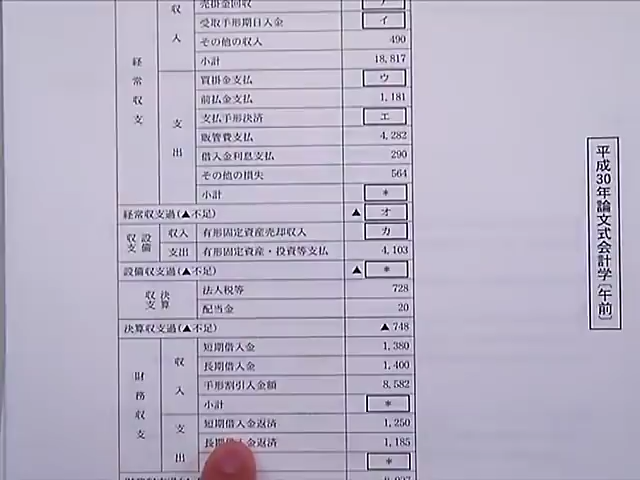 収
入
売掛金回収
受取手形期日入金 イ
その他の収入 490
小計 18,817
経常収支
支出
買掛金支払 ウ
前払金支払 1,181
支払手形決済 エ
販管費支払 4,282
借入金利息支払 290
その他の損失 564
小計 *
経常収支過(▲不足) ▲ オ
設備収支
収入 有形固定資産売却収入 カ
支出 有形固定資産・投資等支払 4,103
設備収支過(▲不足) ▲ *
決算収支
法人税等 728
配当金 20
決算収支過(▲不足) ▲748
財務収支
収入
短期借入金 1,380
長期借入金 1,400
手形割引入金額 8,582
小計 *
支出
短期借入金返済 1,250
長期借入金返済 1,185
*
平成30年論文式会計学〔午前〕